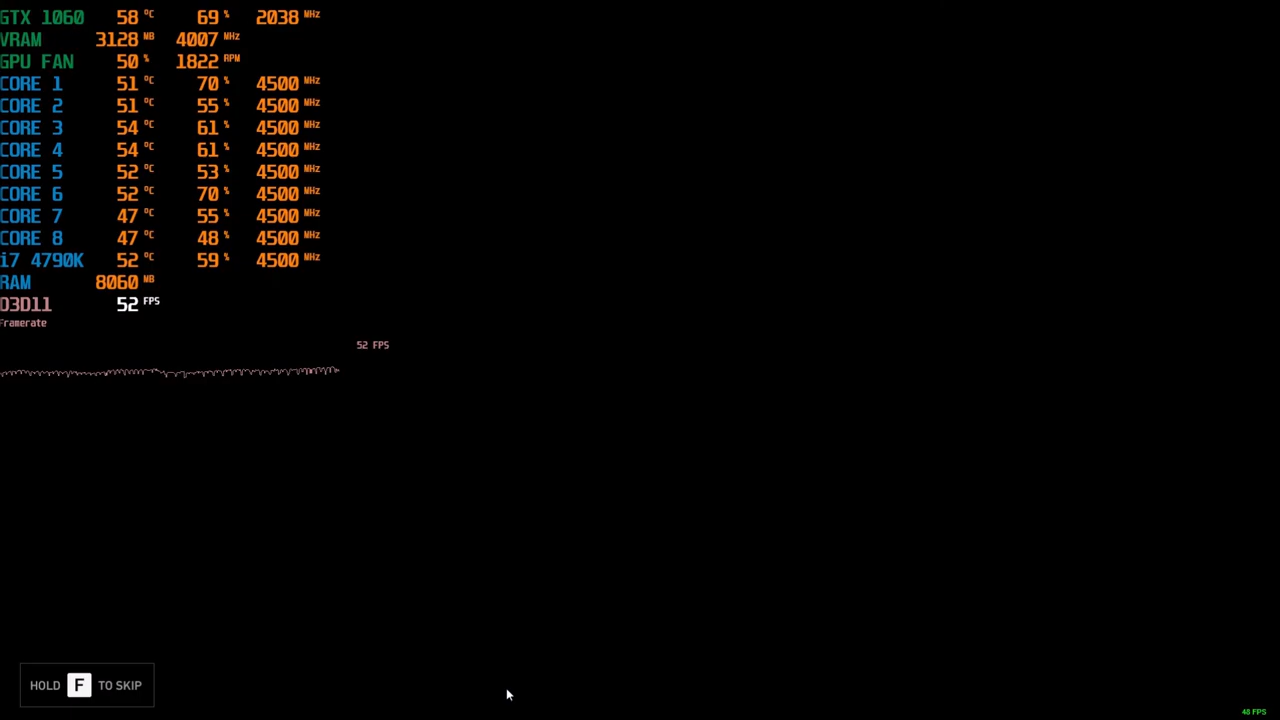 GTX 1060 58 °C 69 % 2038 MHz
VRAM 3128 MB 4007 MHz
GPU FAN 50 % 1822 RPM
CORE 1 51 °C 70 % 4500 MHz
CORE 2 51 °C 55 % 4500 MHz
CORE 3 54 °C 61 % 4500 MHz
CORE 4 54 °C 61 % 4500 MHz
CORE 5 52 °C 53 % 4500 MHz
CORE 6 52 °C 70 % 4500 MHz
CORE 7 47 °C 55 % 4500 MHz
CORE 8 47 °C 48 % 4500 MHz
i7 4790K 52 °C 59 % 4500 MHz
RAM 8060 MB
D3D11 52 FPS
Framerate
52 FPS
HOLD F TO SKIP
48 FPS